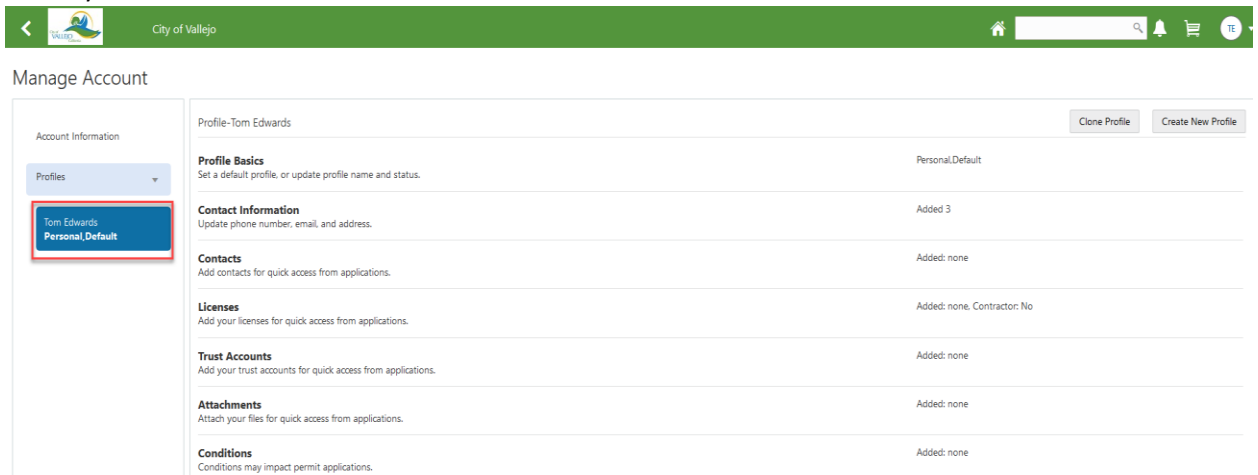 City of Vallejo
TE
Manage Account
Account Information
Profiles
Tom Edwards
Personal,Default
Profile-Tom Edwards
Clone Profile
Create New Profile
Profile Basics
Personal,Default
Set a default profile, or update profile name and status.
Contact Information
Added 3
Update phone number, email, and address.
Contacts
Added: none
Add contacts for quick access from applications.
Licenses
Added: none, Contractor: No
Add your licenses for quick access from applications.
Trust Accounts
Added: none
Add your trust accounts for quick access from applications.
Attachments
Added: none
Attach your files for quick access from applications.
Conditions
Added: none
Conditions may impact permit applications.